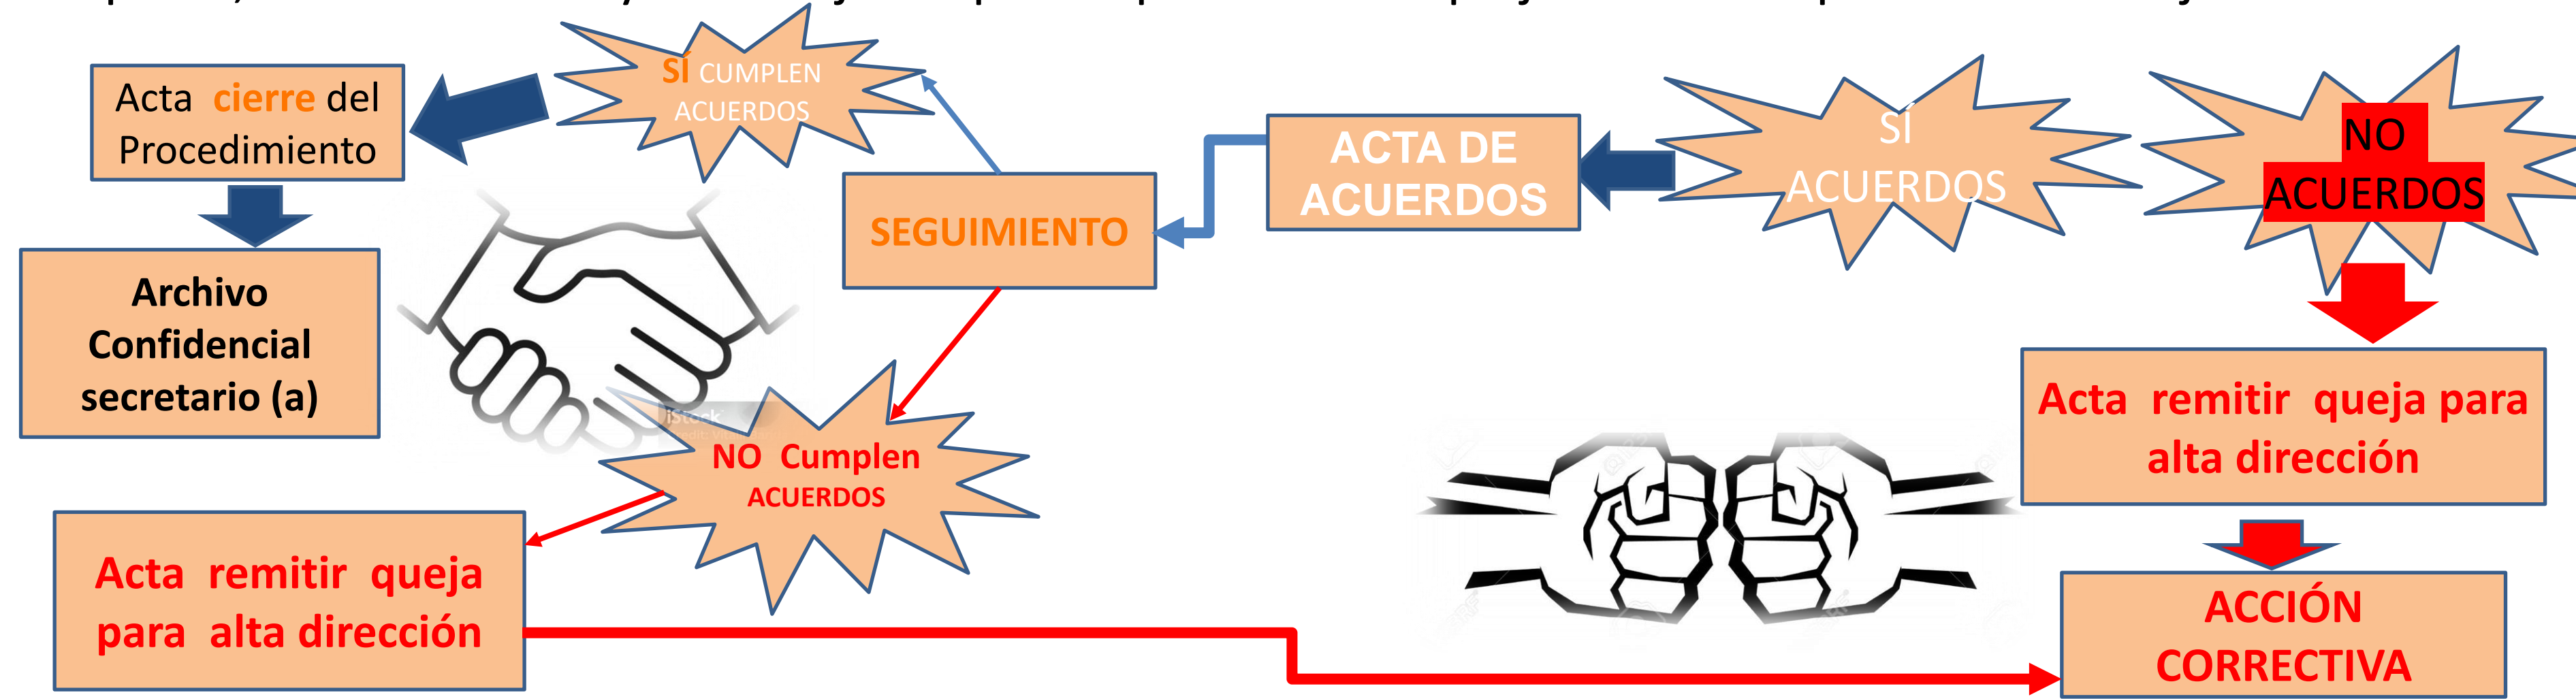 SÍ CUMPLEN
ACUERDOS
Acta cierre del
Procedimiento
Archivo
Confidencial
secretario (a)
SEGUIMIENTO
ACTA DE
ACUERDOS
SÍ
ACUERDOS
NO
ACUERDOS
iStock
NO Cumplen
ACUERDOS
Acta remitir queja
para alta dirección
Acta remitir queja para
alta dirección
ACCIÓN
CORRECTIVA